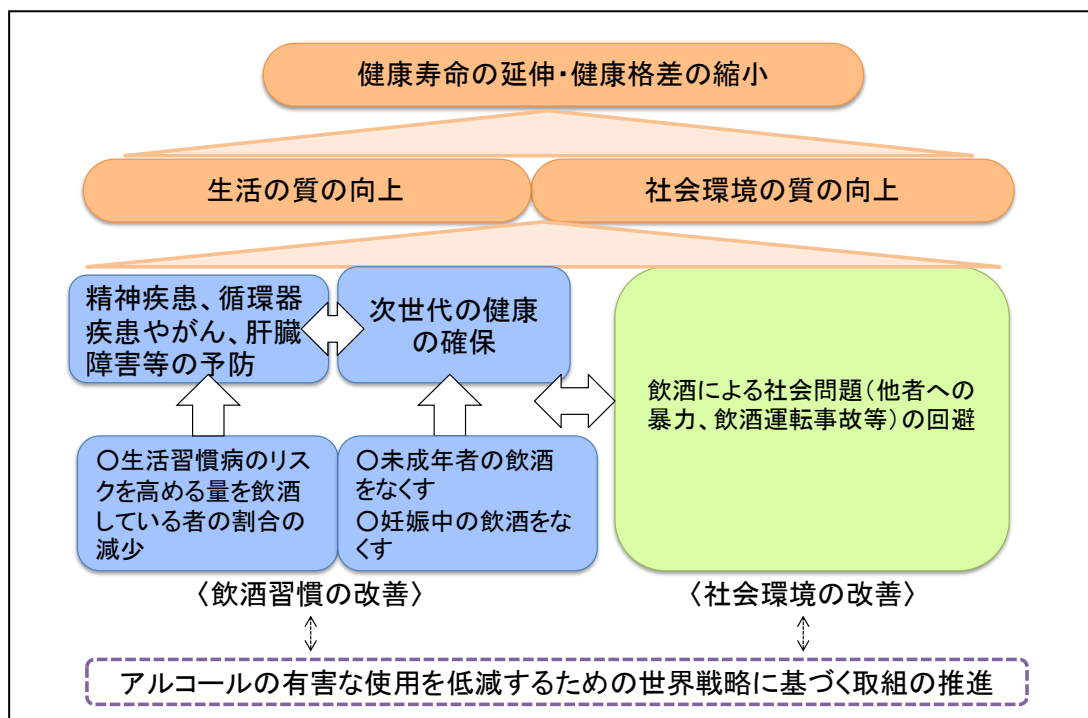 健康寿命の延伸・健康格差の縮小
生活の質の向上
社会環境の質の向上
精神疾患、循環器
疾患やがん、肝臓
障害等の予防
次世代の健康
の確保
飲酒による社会問題(他者への
暴力、飲酒運転事故等)の回避
○生活習慣病のリス
クを高める量を飲酒
している者の割合の
減少
○未成年者の飲酒
をなくす
○妊娠中の飲酒をな
くす
〈飲酒習慣の改善〉
〈社会環境の改善〉
アルコールの有害な使用を低減するための世界戦略に基づく取組の推進